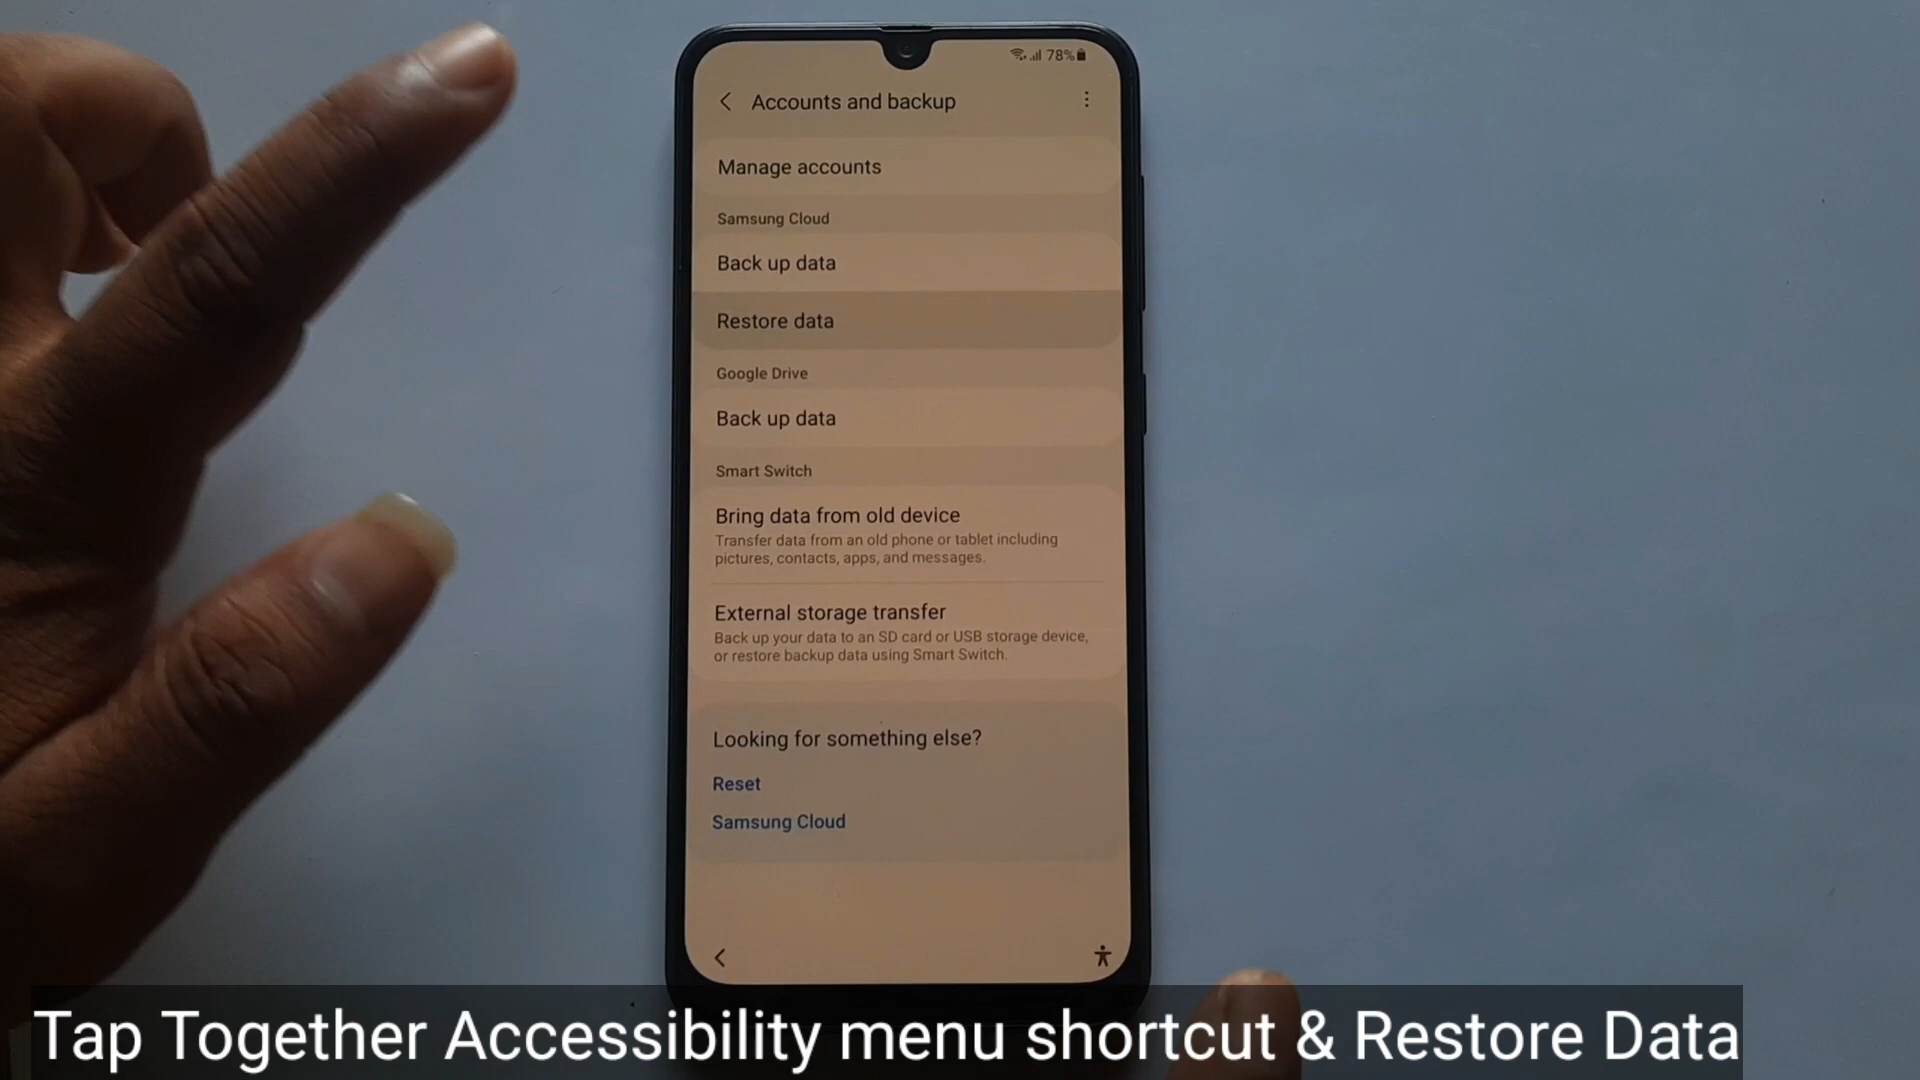 78%
Accounts and backup
Manage accounts
Samsung Cloud
Back up data
Restore data
Google Drive
Back up data
Smart Switch
Bring data from old device
Transfer data from an old phone or tablet including
pictures, contacts, apps, and messages.
External storage transfer
Back up your data to an SD card or USB storage device,
or restore backup data using Smart Switch.
Looking for something else?
Reset
Samsung Cloud
Tap Together Accessibility menu shortcut & Restore Data